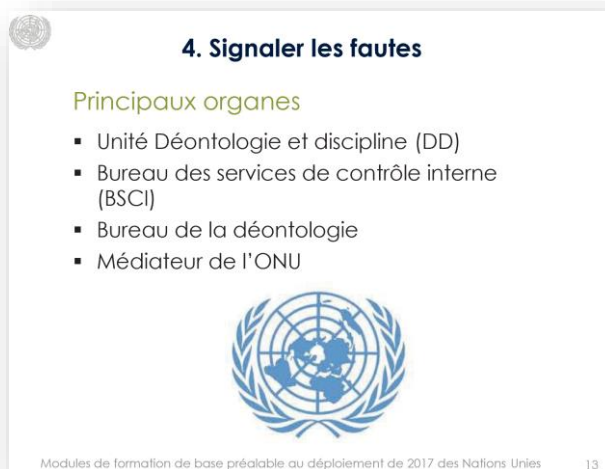 4. Signaler les fautes
Principaux organes
▪ Unité Déontologie et discipline (DD)
▪ Bureau des services de contrôle interne
(BSCI)
▪ Bureau de la déontologie
▪ Médiateur de l’ONU
Modules de formation de base préalable au déploiement de 2017 des Nations Unies 13